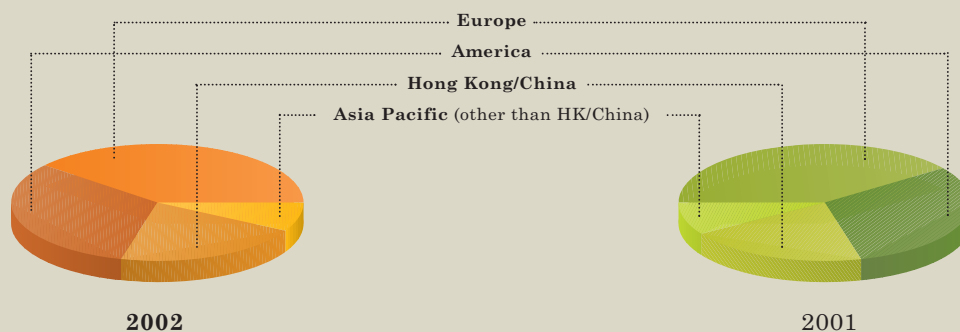 Europe
America
Hong Kong/China
Asia Pacific (other than HK/China)
2002
2001